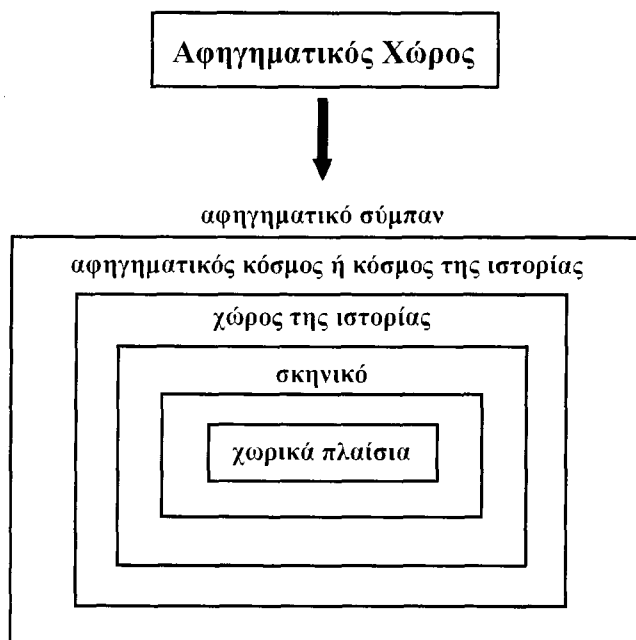 Αφηγηματικός Χώρος
αφηγηματικό σύμπαν
αφηγηματικός κόσμος ή κόσμος της ιστορίας
χώρος της ιστορίας
σκηνικό
χωρικά πλαίσια